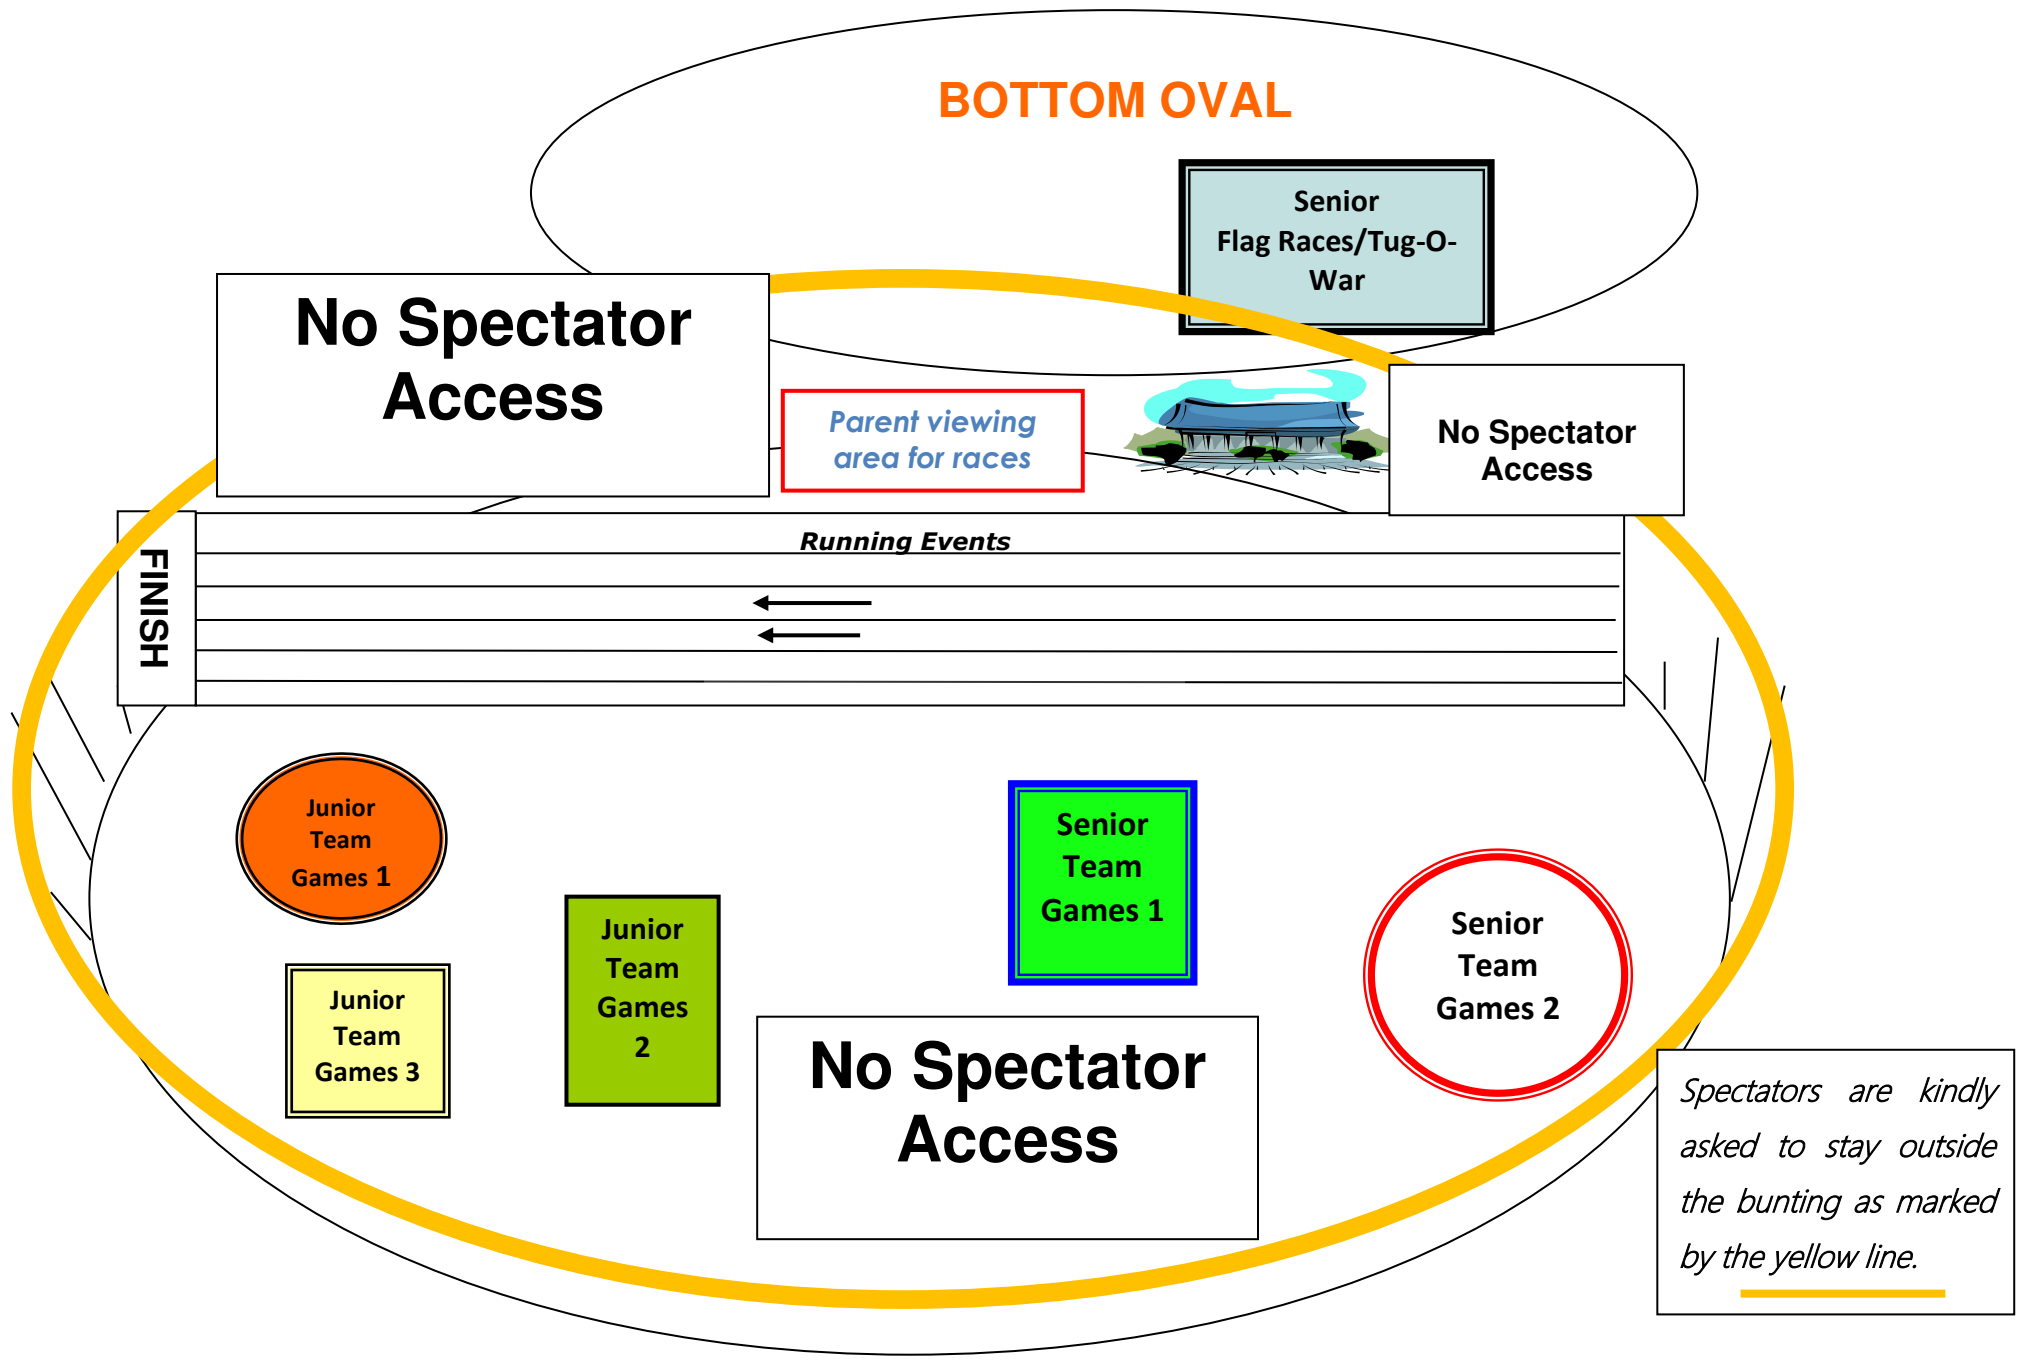 BOTTOM OVAL
Senior
Flag Races/Tug-O-
War
No Spectator
Access
Parent viewing
area for races
No Spectator
Access
Running Events
FINISH
Junior
Team
Games 1
Senior
Team
Games 1
Junior
Team
Games
2
Senior
Team
Games 2
Junior
Team
Games 3
No Spectator
Access
Spectators are kindly
asked to stay outside
the bunting as marked
by the yellow line.